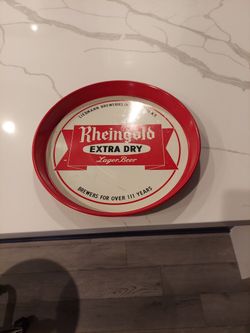 LIEBMANN BREWERIES
Rheingold
EXTRA DRY
Lager Beer
BREWERS FOR OVER 111 YEARS